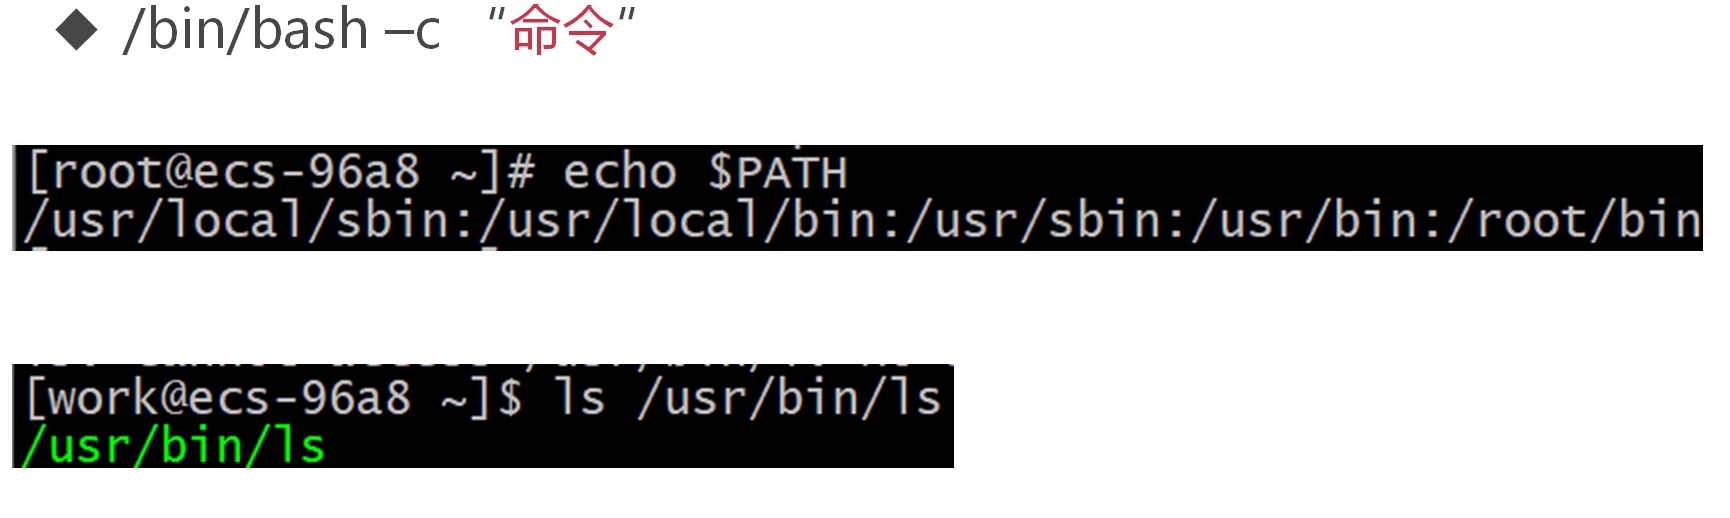 ◆ /bin/bash –c “命令”
[root@ecs-96a8 ~]# echo $PATH
/usr/local/sbin:/usr/local/bin:/usr/sbin:/usr/bin:/root/bin
[work@ecs-96a8 ~]$ ls /usr/bin/ls
/usr/bin/ls